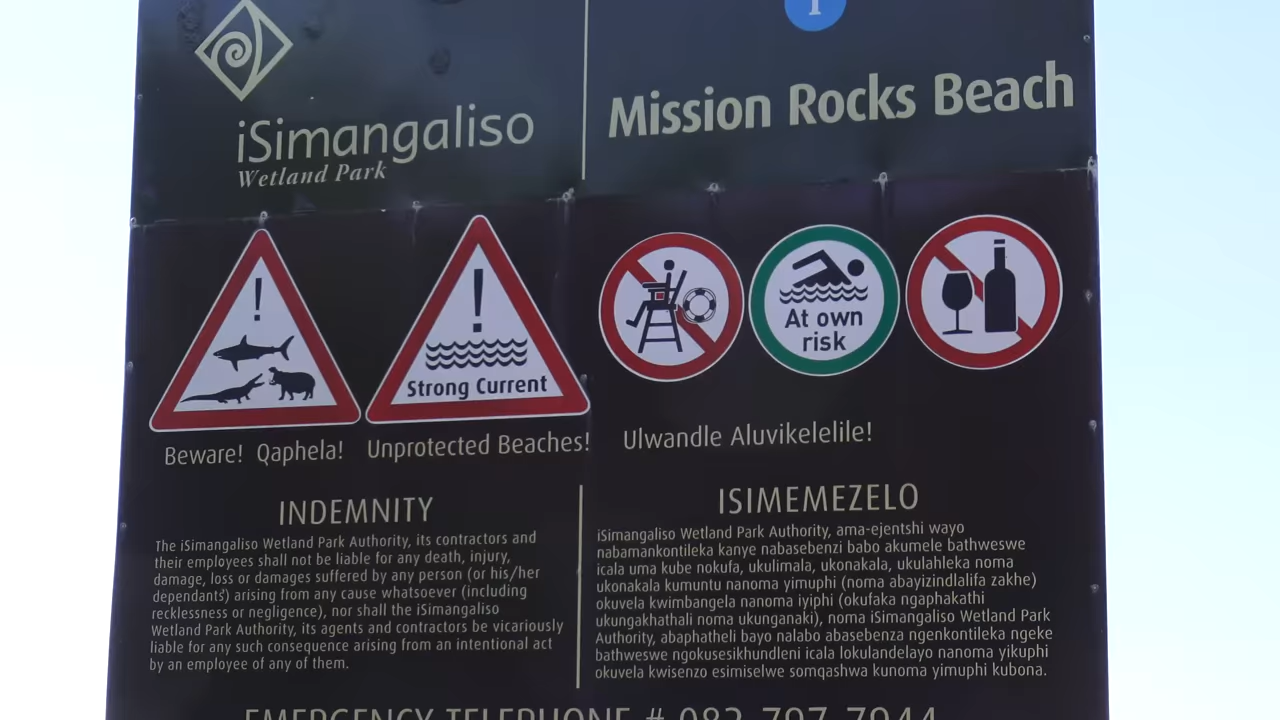 iSimangaliso
Wetland Park
Mission Rocks Beach
!
!
Strong Current
At own
risk
Beware! Qaphela!
Unprotected Beaches!
Ulwandle Aluvikelelile!
INDEMNITY
The iSimangaliso Wetland Park Authority, its contractors and
their employees shall not be liable for any death, injury,
damage, loss or damages suffered by any person (or his/her
dependants) arising from any cause whatsoever (including
recklessness or negligence), nor shall the iSimangaliso
Wetland Park Authority, its agents and contractors be vicariously
liable for any such consequence arising from an intentional act
by an employee of any of them.
ISIMEMEZELO
iSimangaliso Wetland Park Authority, ama-ejentshi wayo
nabamankontileka kanye nabasebenzi babo akumele bathweswe
icala uma kube nokufa, ukulimala, ukonakala, ukulahleka noma
ukonakala kumuntu nanoma yimuphi (noma abayizindlalifa zakhe)
okuvela kwimbangela nanoma iyiphi (okufaka ngaphakathi
ukungakhathali noma ukunganaki), noma iSimangaliso Wetland Park
Authority, abaphatheli bayo nalabo abasebenza ngenkontileka ngeke
bathweswe ngokusesikhundleni icala lokulandelayo nanoma yikuphi
okuvela kwisenzo esimiselwe somqashwa kunoma yimuphi kubona.
EMERGENCY TELEPHONE # 082 797 7944